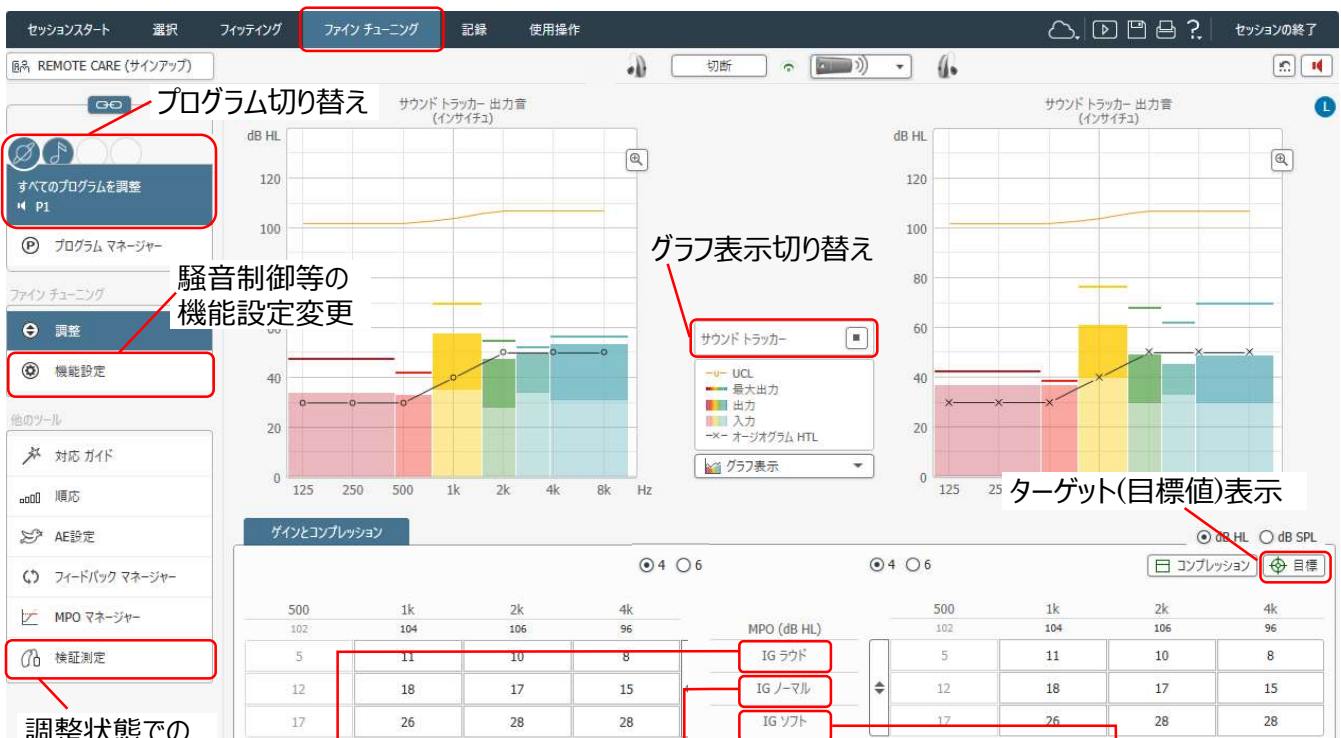 セッションスタート 選択 フィッティング ファイン チューニング 記録 使用操作 セッションの終了
REMOTE CARE (サインアップ) 切断
プログラム切り替え
すべてのプログラムを調整
P1
P プログラム マネージャー
騒音制御等の
機能設定変更
ファイン チューニング
調整
機能設定
他のツール
対応 ガイド
順応
AE設定
フィードバック マネージャー
MPO マネージャー
検証測定
調整状態での
サウンド トラッカー 出力音
(インサイチュ)
dB HL
120
100
40
20
0
125 250 500 1k 2k 4k 8k Hz
グラフ表示切り替え
サウンド トラッカー
UCL
最大出力
出力
入力
オージオグラム HTL
グラフ表示
サウンド トラッカー 出力音
(インサイチュ)
L
dB HL
120
100
80
60
40
20
0
125
ターゲット(目標値)表示
ゲインとコンプレッション
dB HL dB SPL
4 6 4 6 コンプレッション 目標
500 1k 2k 4k 500 1k 2k 4k
102 104 106 96 MPO (dB HL) 102 104 106 96
5 11 10 8 IG ラウド 5 11 10 8
12 18 17 15 IG ノーマル 12 18 17 15
17 26 28 28 IG ソフト 17 26 28 28